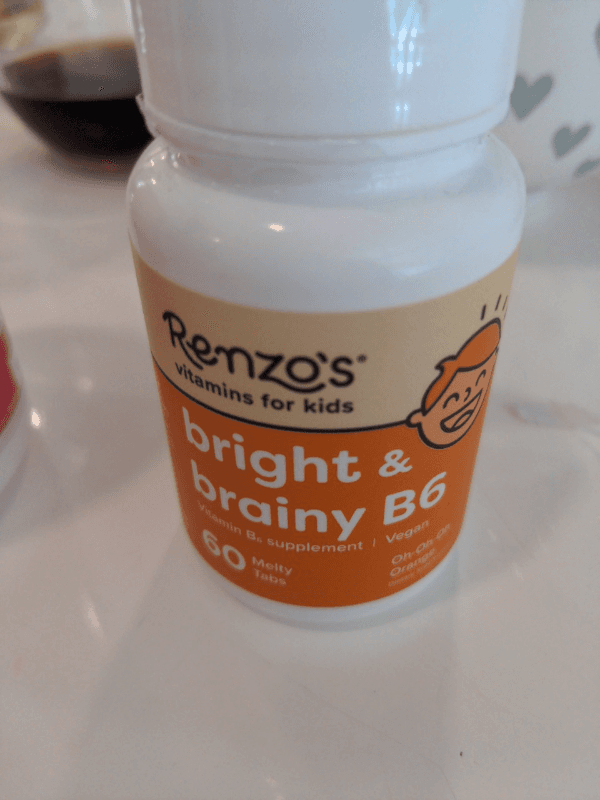 Renzo's®
vitamins for kids
bright &
brainy B6
Vitamin B₆ supplement | Vegan
60 Melty
Tabs
Oh-Oh-Oh
Orange